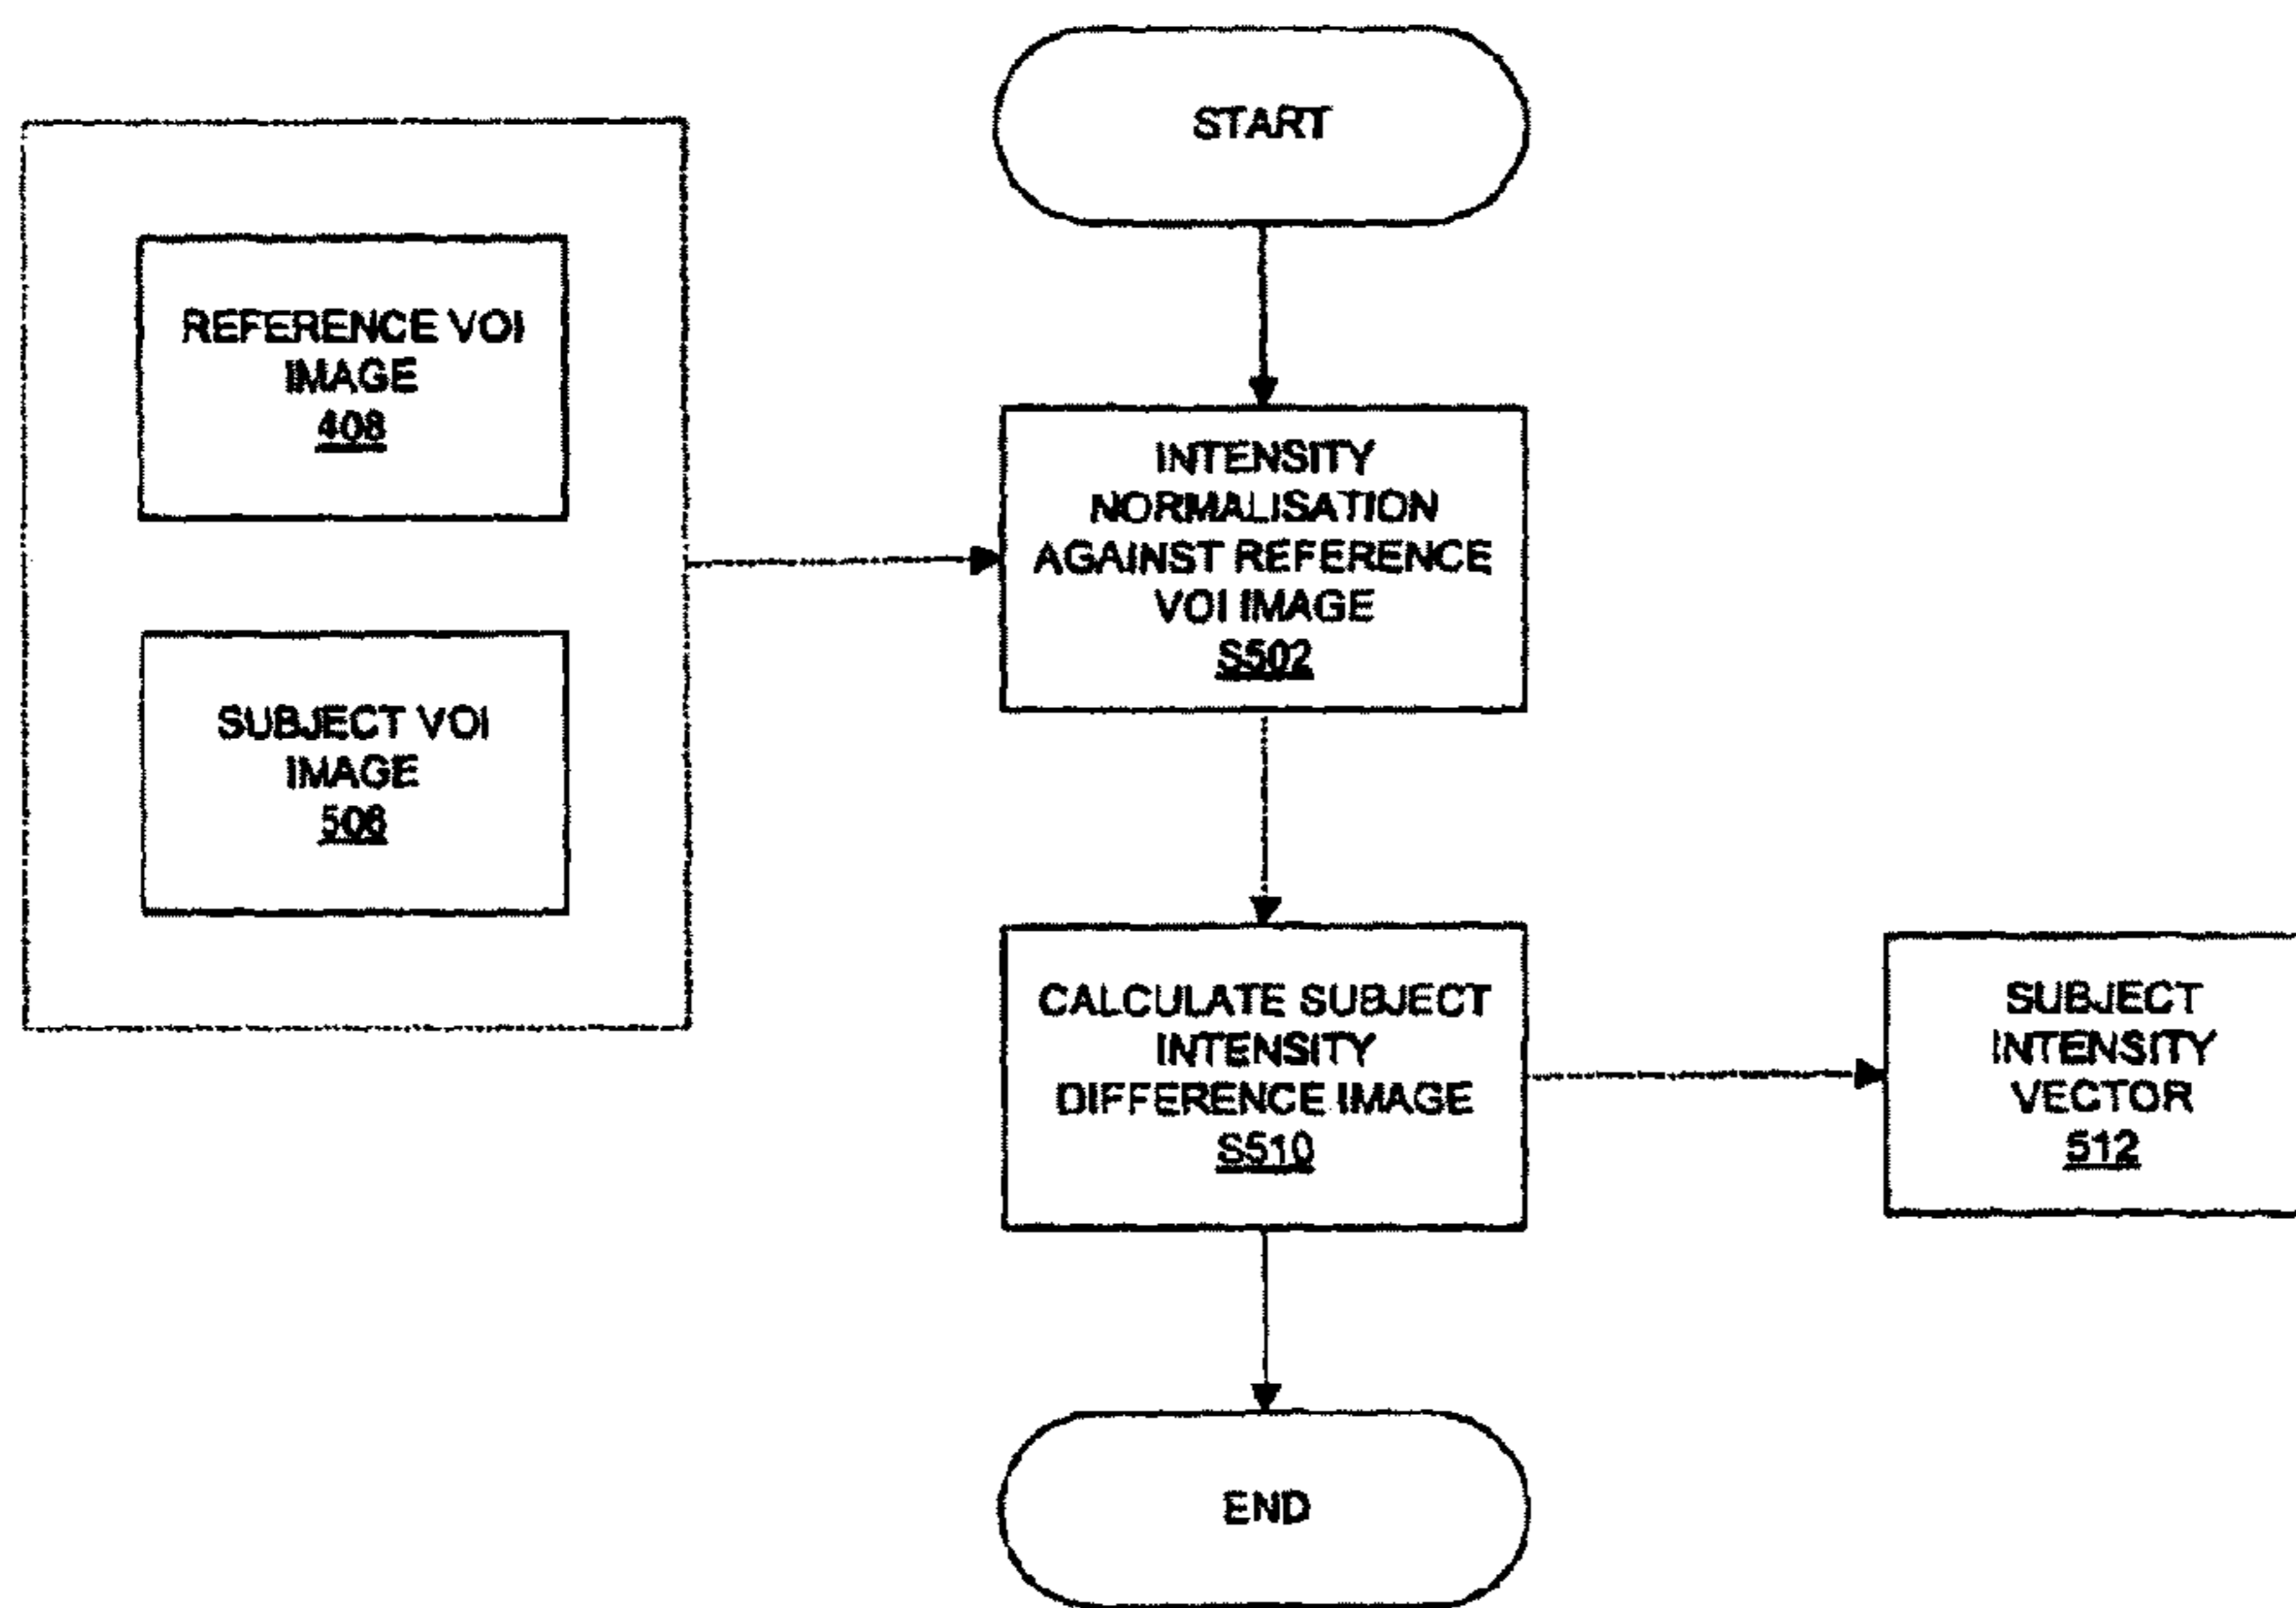 START
REFERENCE VOI
IMAGE
408
INTENSITY
NORMALISATION
AGAINST REFERENCE
VOI IMAGE
S502
SUBJECT VOI
IMAGE
506
CALCULATE SUBJECT
INTENSITY
DIFFERENCE IMAGE
S510
SUBJECT
INTENSITY
VECTOR
512
END